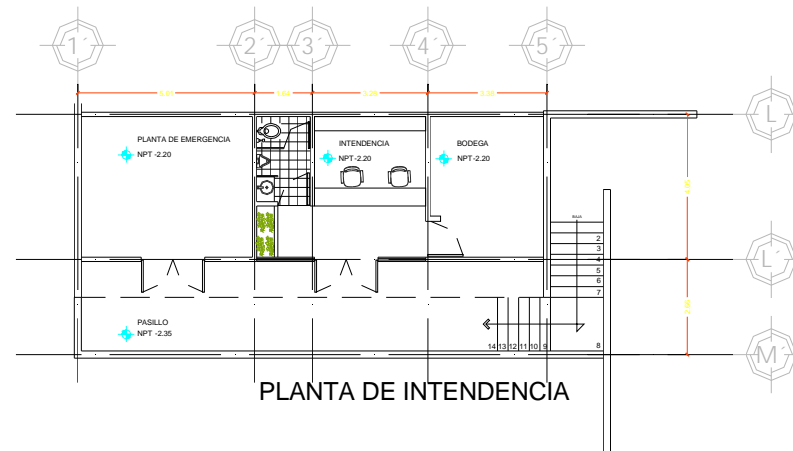 1´ 2´ 3´ 4´ 5´
L
PLANTA DE EMERGENCIA
NPT -2.20
INTENDENCIA
NPT -2.20
BODEGA
NPT -2.20
BAJA
2
3
4
5
6
7
L´
PASILLO
NPT -2.35
14 13 12 11 10 9
8
M´
PLANTA DE INTENDENCIA